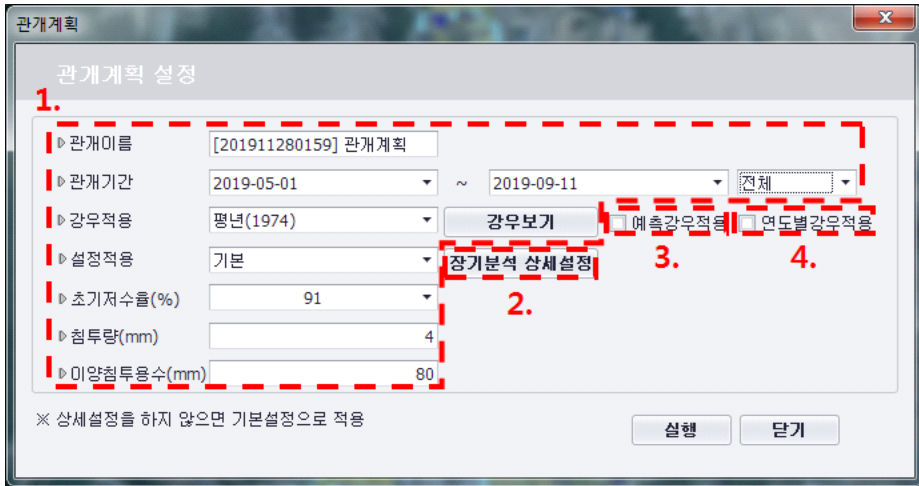 관개계획
x
관개계획 설정
1.
▷관개이름 [201911280159] 관개계획
▷관개기간 2019-05-01 ~ 2019-09-11 전체
▷강우적용 평년(1974) 강우보기 예측강우적용 연도별강우적용
▷설정적용 기본 장기분석 상세설정 3. 4.
▷초기저수율(%) 91 2.
▷침투량(mm) 4
▷이양침투용수(mm) 80
※ 상세설정을 하지 않으면 기본설정으로 적용
실행 닫기